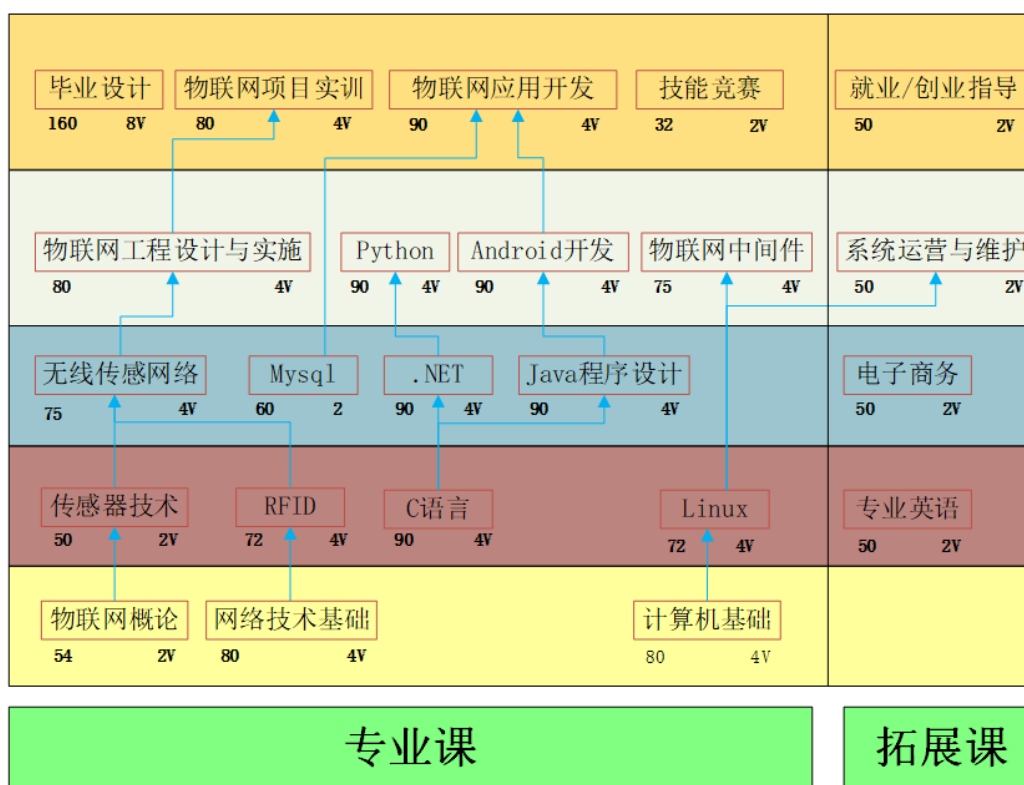 毕业设计 物联网项目实训 物联网应用开发 技能竞赛 就业/创业指导
160 8V 80 4V 90 4V 32 2V 50 2V
物联网工程设计与实施 Python Android开发 物联网中间件 系统运营与维护
80 4V 90 4V 90 4V 75 4V 50 2V
无线传感网络 Mysql .NET Java程序设计 电子商务
75 4V 60 2 90 4V 90 4V 50 2V
传感器技术 RFID C语言 Linux 专业英语
50 2V 72 4V 90 4V 72 4V 50 2V
物联网概论 网络技术基础 计算机基础
54 2V 80 4V 80 4V
专业课 拓展课